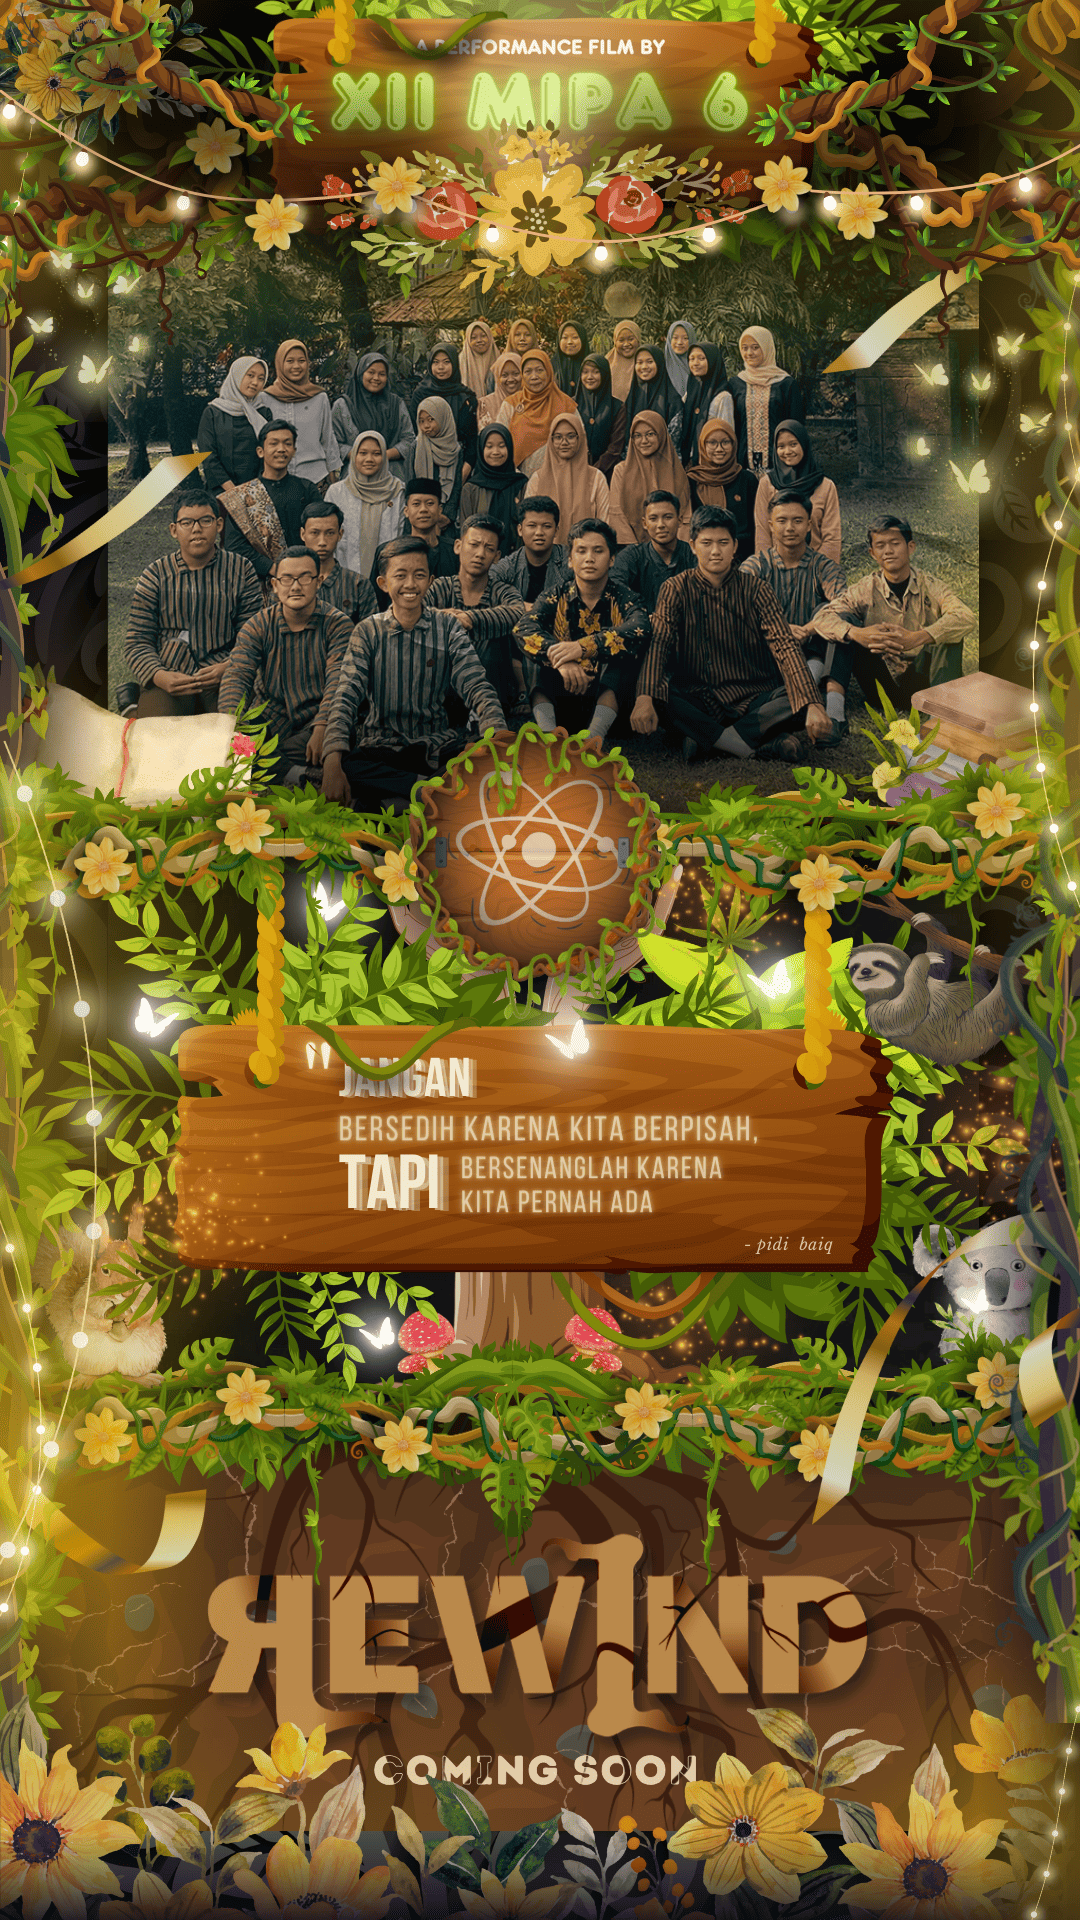 A PERFORMANCE FILM BY
XII MIPA 6
"JANGAN
BERSEDIH KARENA KITA BERPISAH,
TAPI BERSENANGLAH KARENA
KITA PERNAH ADA
- pidi baiq
REWIND
COMING SOON